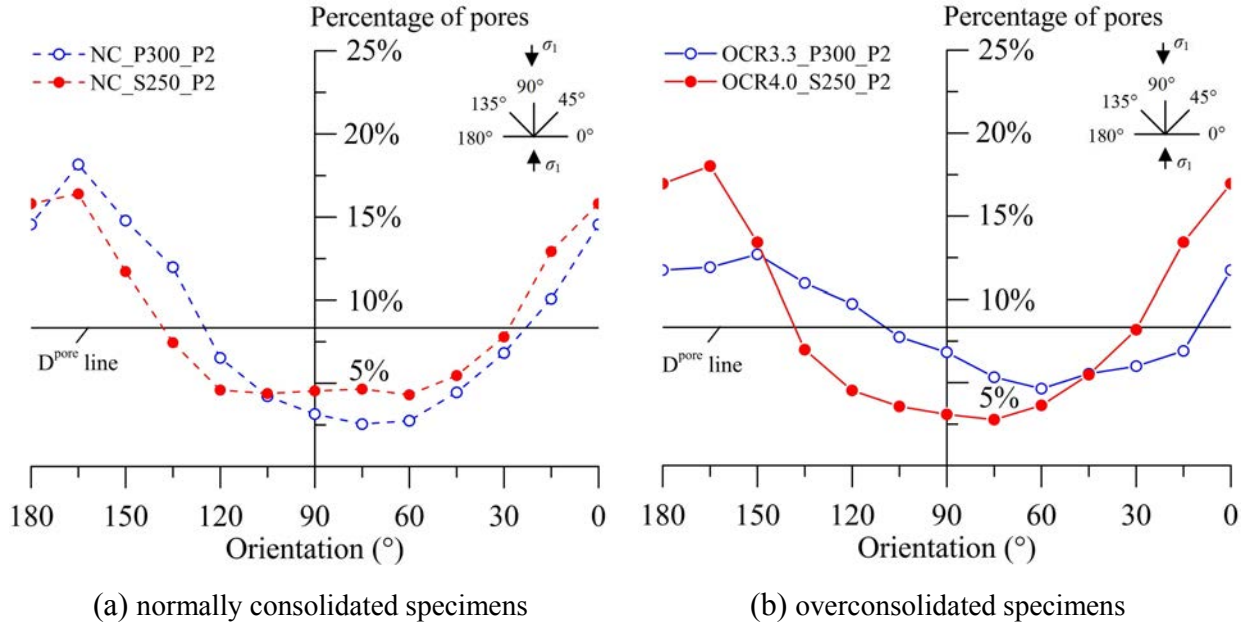 Percentage of pores
NC_P300_P2
NC_S250_P2
25%
20%
15%
10%
5%
σ1
90°
135°
45°
180°
0°
σ1
Dpore line
180
150
120
90
60
30
0
Orientation (°)
(a) normally consolidated specimens
Percentage of pores
OCR3.3_P300_P2
OCR4.0_S250_P2
25%
20%
15%
10%
5%
σ1
90°
135°
45°
180°
0°
σ1
Dpore line
180
150
120
90
60
30
0
Orientation (°)
(b) overconsolidated specimens